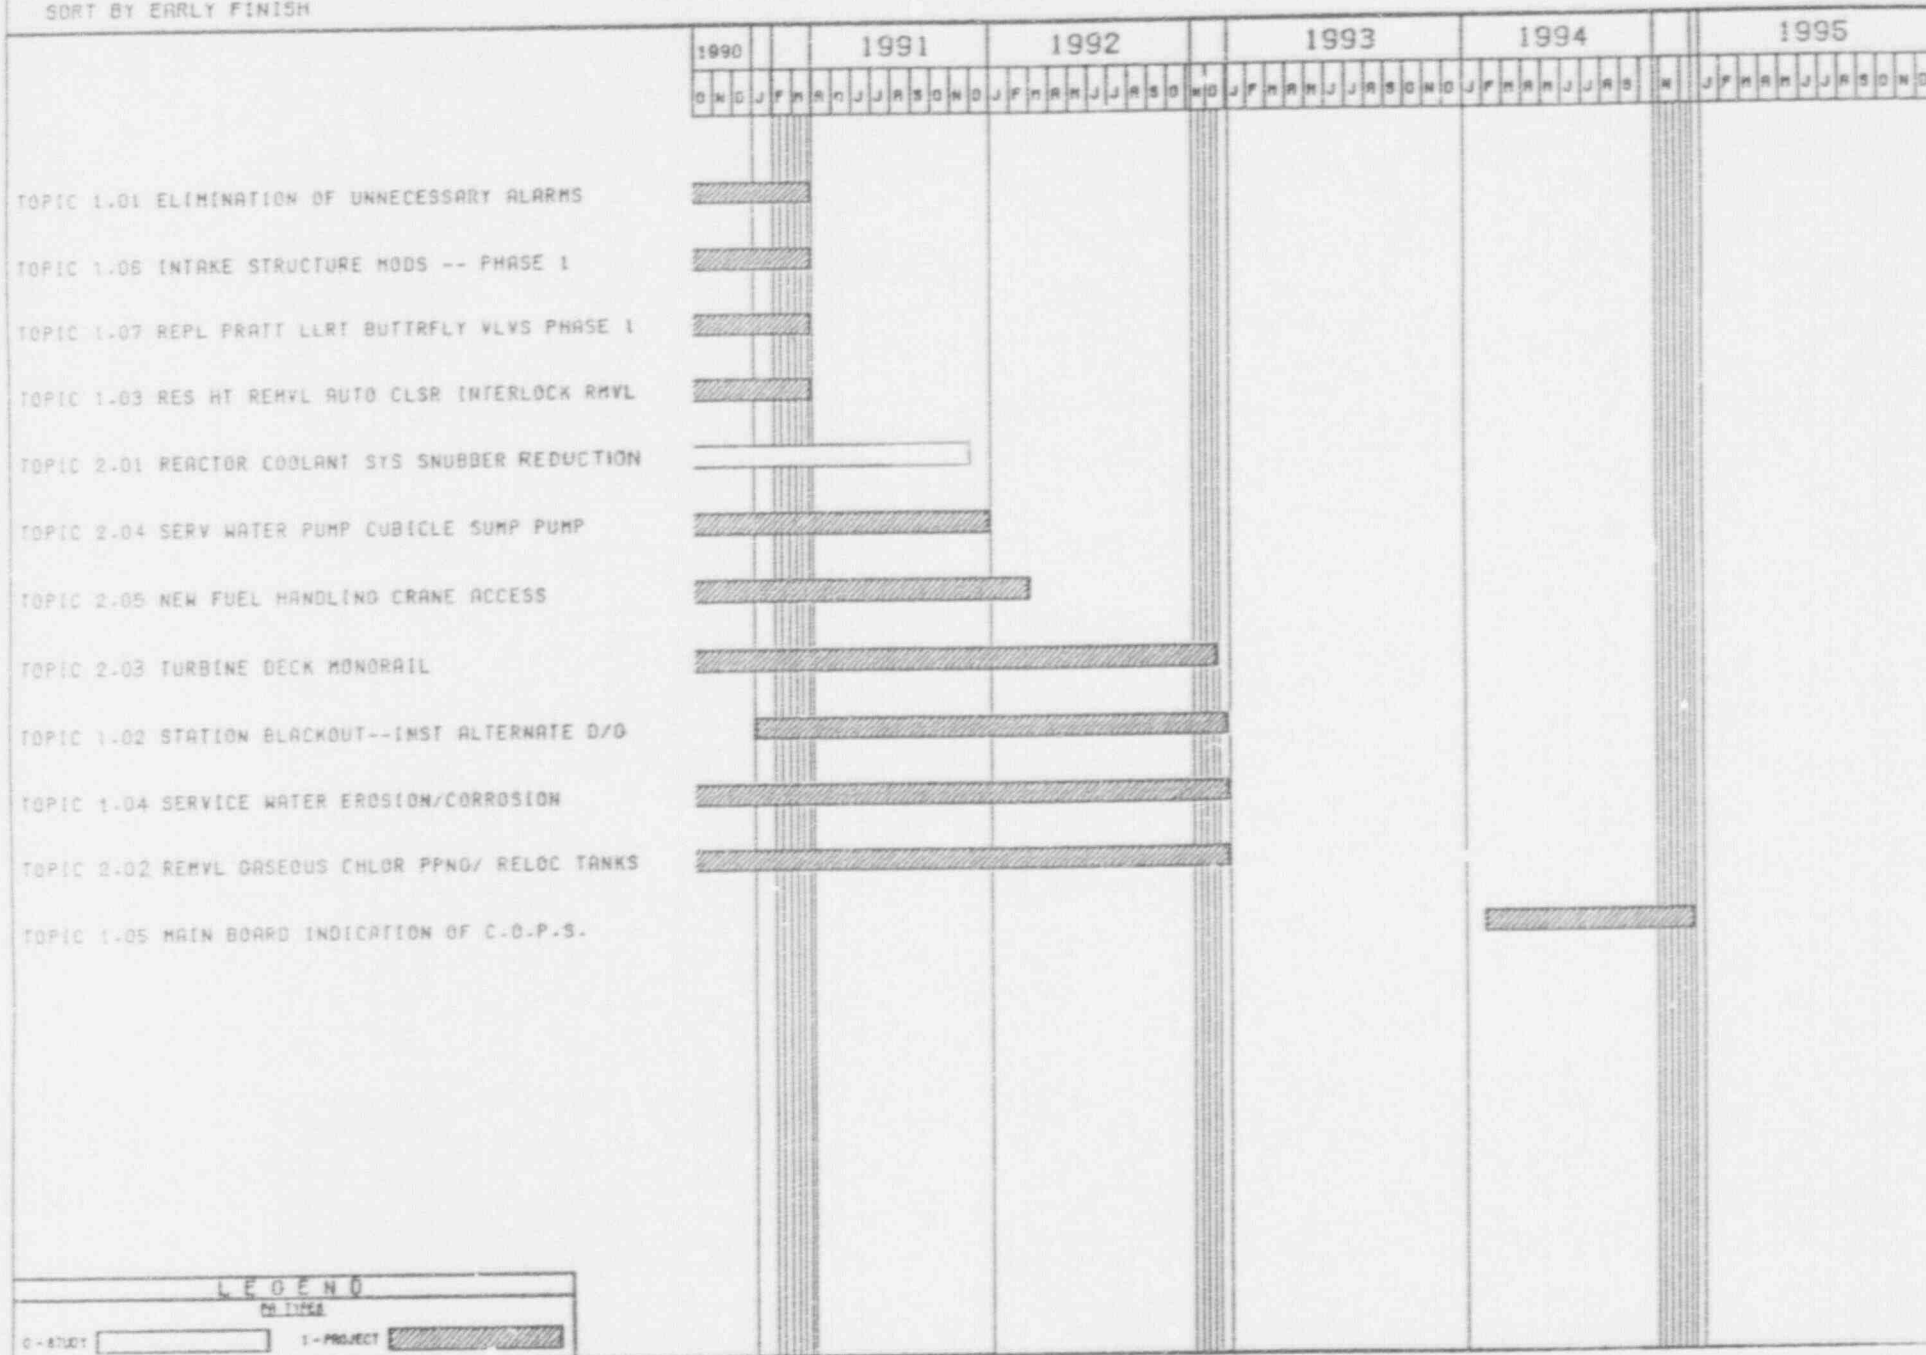 SORT BY EARLY FINISH
1990 1991 1992 1993 1994 1995
O N D J F M A M J J A S O N D J F M A M J J A S O N D J F M A M J J A S O N D J F M A M J J A S N J F M A M J J A S O N D
TOPIC 1.01 ELIMINATION OF UNNECESSARY ALARMS
TOPIC 1.06 INTAKE STRUCTURE MODS -- PHASE 1
TOPIC 1.07 REPL PRATT LLRT BUTTRFLY VLVS PHASE 1
TOPIC 1.03 RES HT REMVL AUTO CLSR INTERLOCK RMVL
TOPIC 2.01 REACTOR COOLANT SYS SNUBBER REDUCTION
TOPIC 2.04 SERV WATER PUMP CUBICLE SUMP PUMP
TOPIC 2.05 NEW FUEL HANDLING CRANE ACCESS
TOPIC 2.03 TURBINE DECK MONORAIL
TOPIC 1.02 STATION BLACKOUT--INST ALTERNATE D/G
TOPIC 1.04 SERVICE WATER EROSION/CORROSION
TOPIC 2.02 REMVL GASEOUS CHLOR PPNG/ RELOC TANKS
TOPIC 1.05 MAIN BOARD INDICATION OF C.O.P.S.
LEGEND
PA TYPES
0-STUDY 1-PROJECT